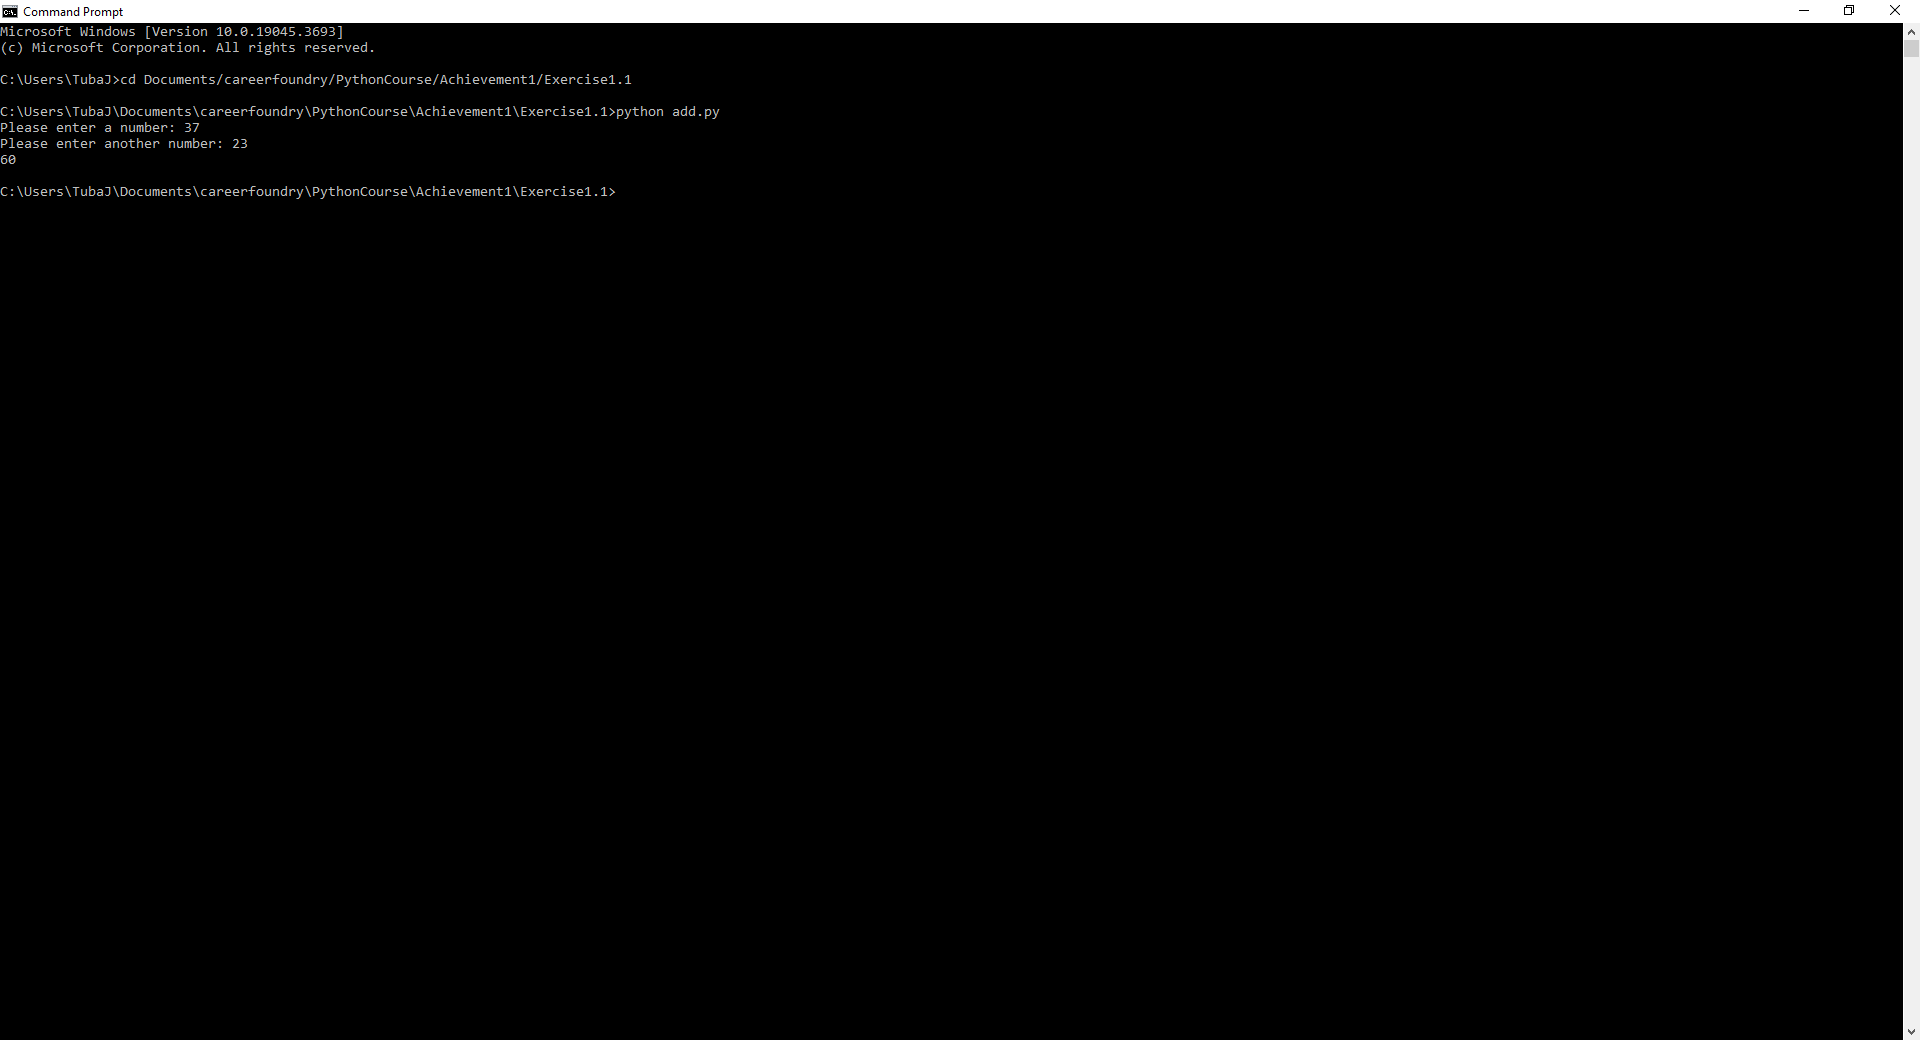 Command Prompt
Microsoft Windows [Version 10.0.19045.3693]
(c) Microsoft Corporation. All rights reserved.
C:\Users\TubaJ>cd Documents/careerfoundry/PythonCourse/Achievement1/Exercise1.1
C:\Users\TubaJ\Documents\careerfoundry\PythonCourse\Achievement1\Exercise1.1>python add.py
Please enter a number: 37
Please enter another number: 23
60
C:\Users\TubaJ\Documents\careerfoundry\PythonCourse\Achievement1\Exercise1.1>